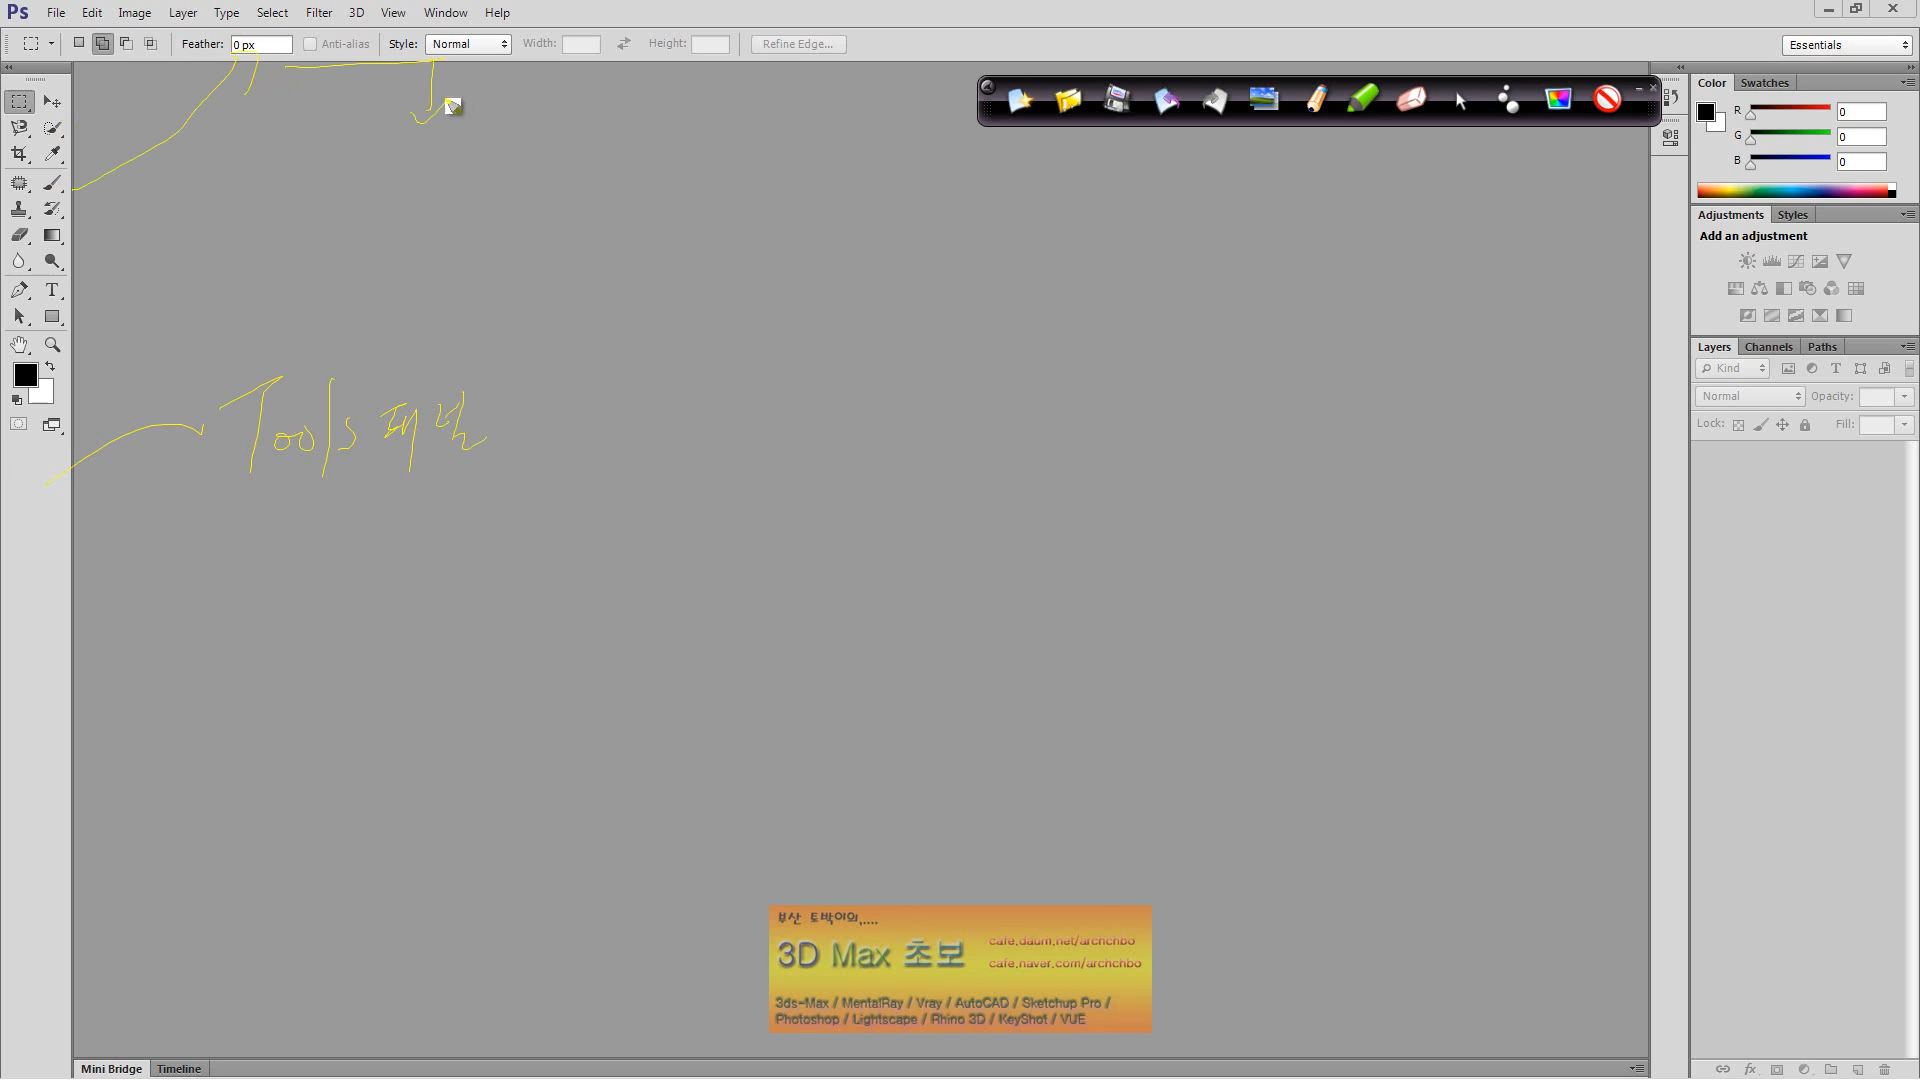 Ps File Edit Image Layer Type Select Filter 3D View Window Help
Feather: 0 px Anti-alias Style: Normal Width: Height: Refine Edge... Essentials
Color Swatches
R 0
G 0
B 0
Adjustments Styles
Add an adjustment
Layers Channels Paths
Kind
Normal Opacity:
Lock: Fill:
Tools 패널
부산 토박이의,....
3D Max 초보
cafe.daum.net/archchbo
cafe.naver.com/archchbo
3ds-Max / MentalRay / Vray / AutoCAD / Sketchup Pro /
Photoshop / Lightscape / Rhino 3D / KeyShot / VUE
Mini Bridge Timeline